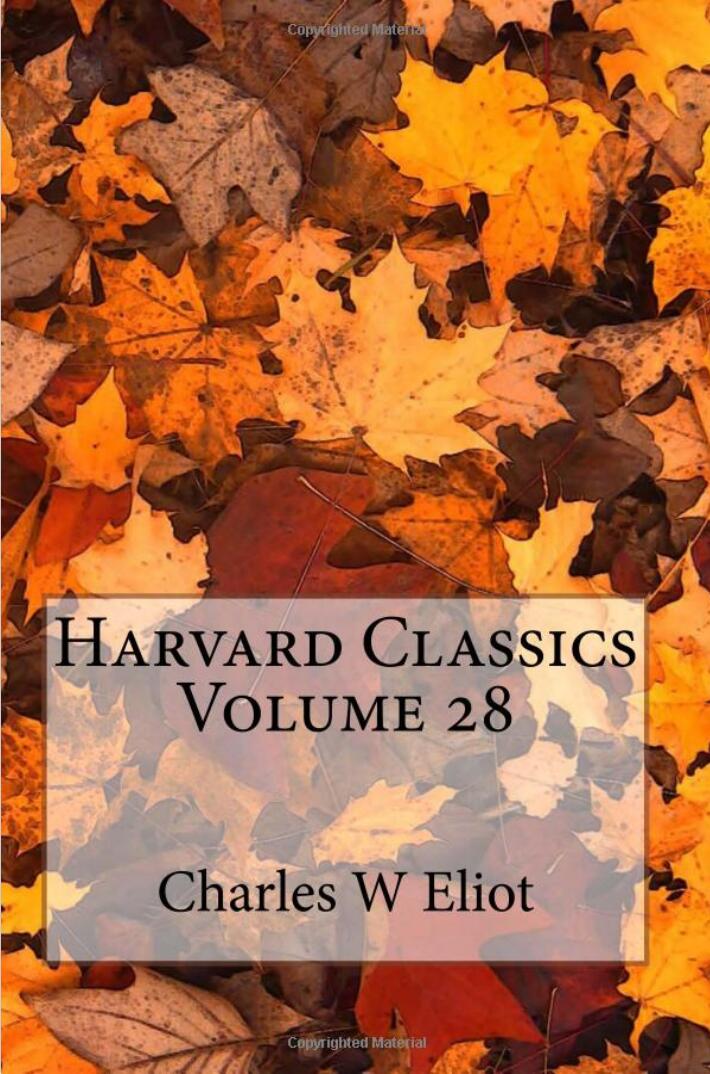 Copyrighted Material
Harvard Classics
Volume 28
Charles W Eliot
Copyrighted Material